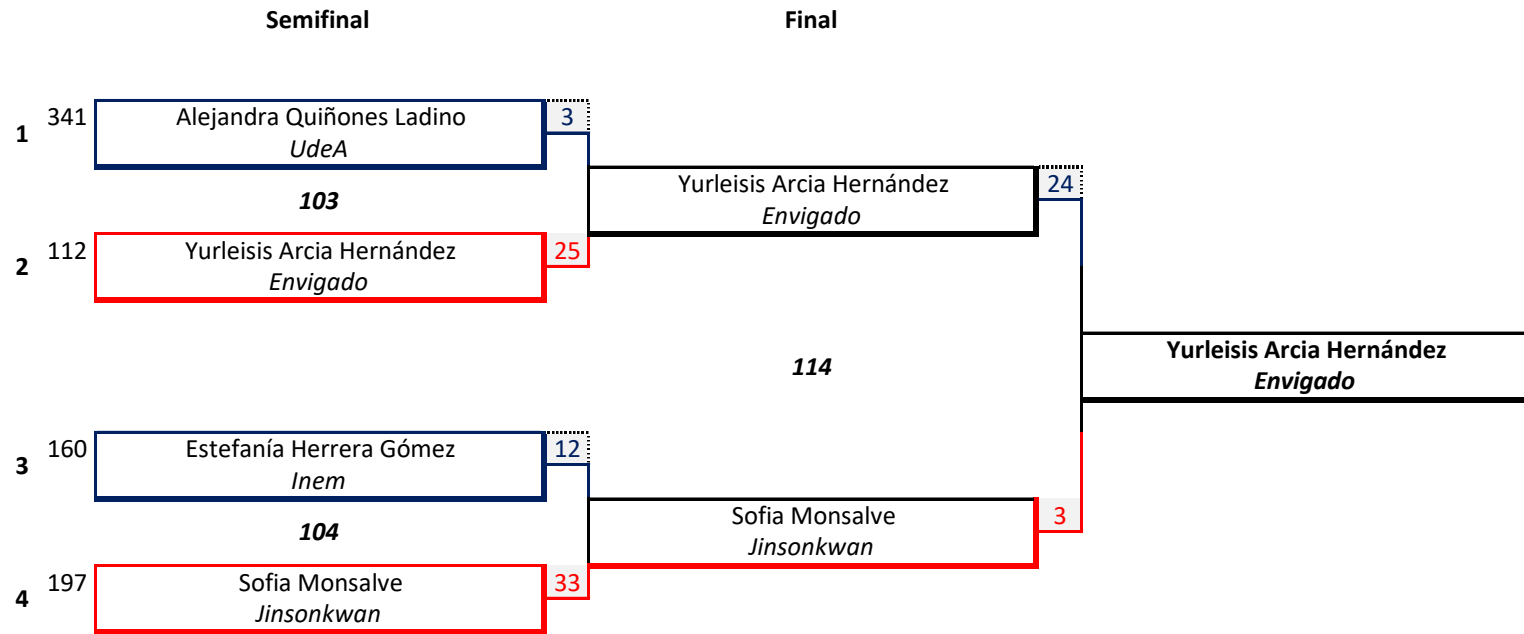 Semifinal Final
1 341 Alejandra Quiñones Ladino 3
UdeA
103
Yurleisis Arcia Hernández 24
Envigado
2 112 Yurleisis Arcia Hernández 25
Envigado
114
Yurleisis Arcia Hernández
Envigado
3 160 Estefanía Herrera Gómez 12
Inem
104
Sofia Monsalve 3
Jinsonkwan
4 197 Sofia Monsalve 33
Jinsonkwan